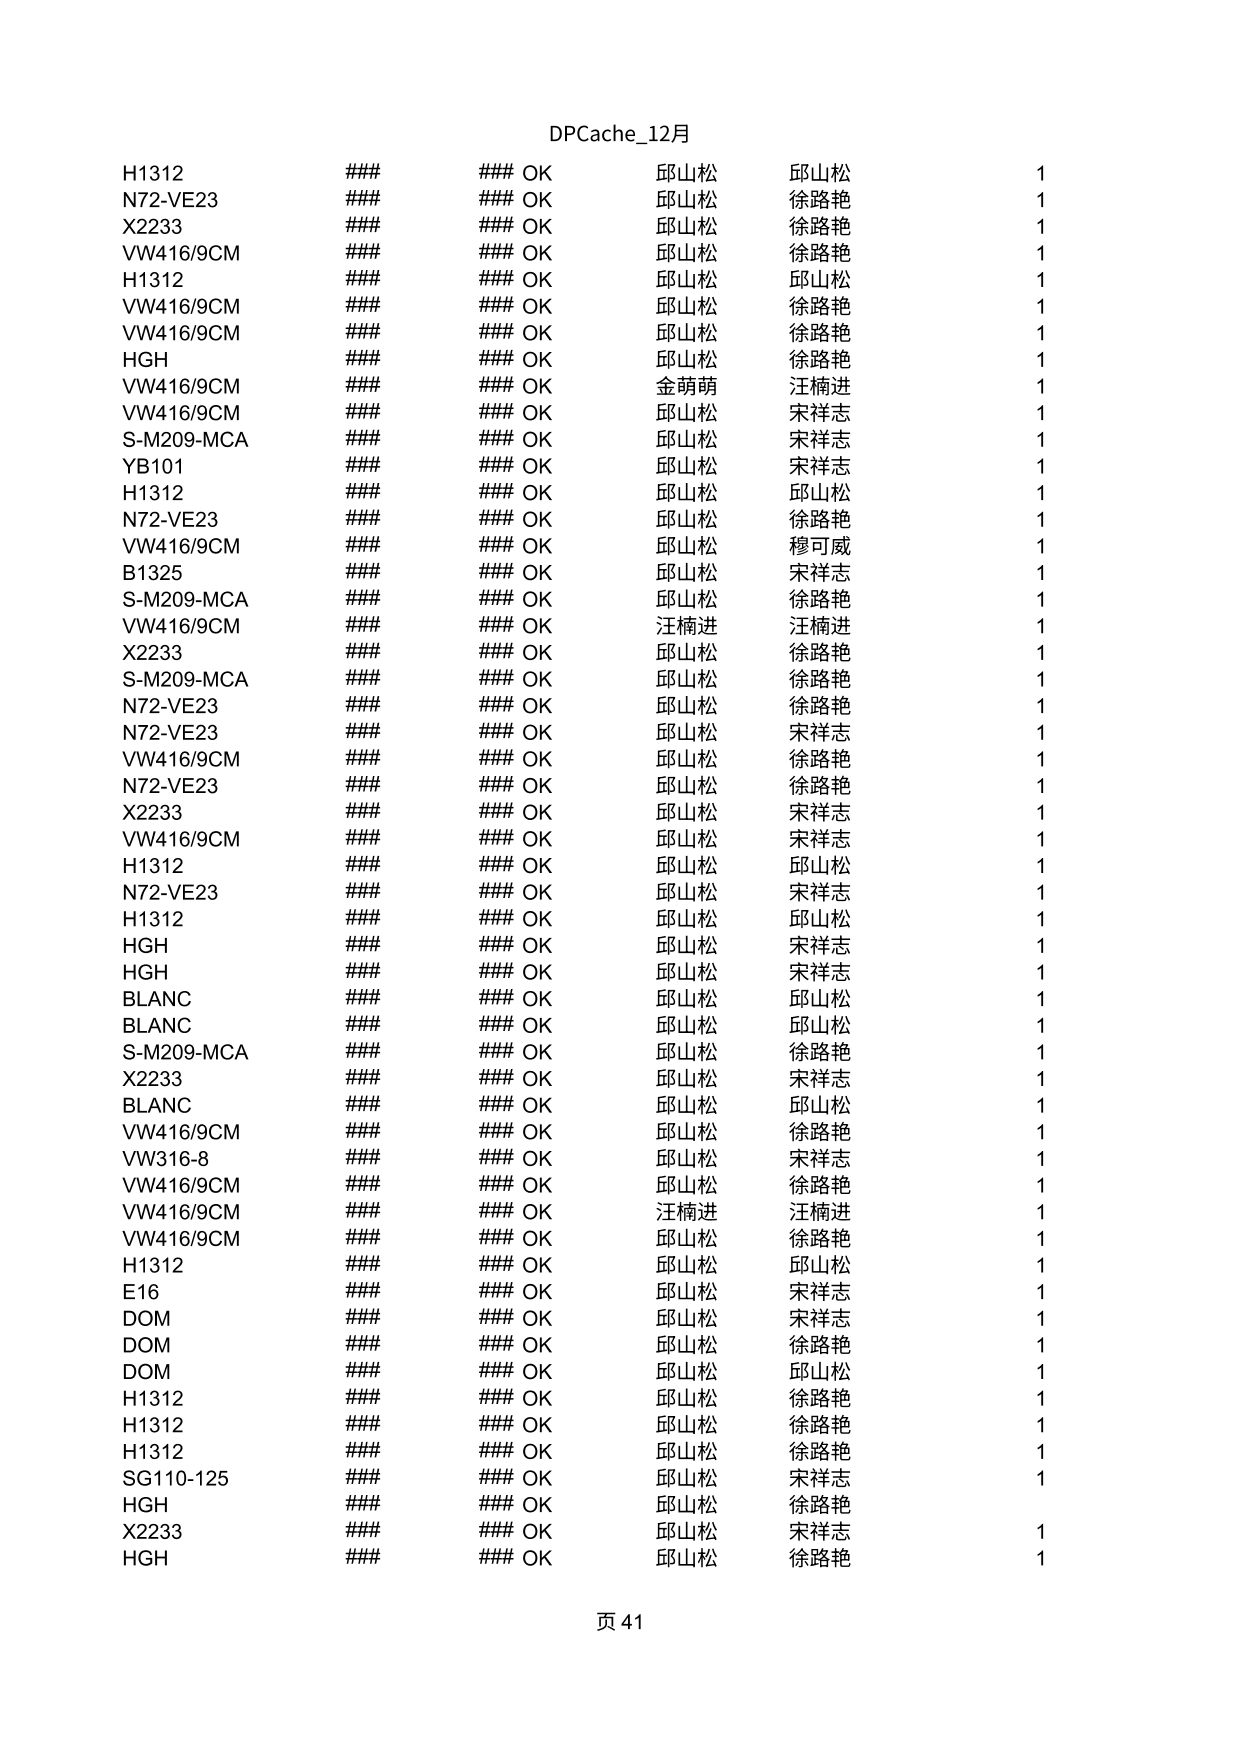 DPCache_12月
H1312 ### ### OK 邱山松 邱山松 1
N72-VE23 ### ### OK 邱山松 徐路艳 1
X2233 ### ### OK 邱山松 徐路艳 1
VW416/9CM ### ### OK 邱山松 徐路艳 1
H1312 ### ### OK 邱山松 邱山松 1
VW416/9CM ### ### OK 邱山松 徐路艳 1
VW416/9CM ### ### OK 邱山松 徐路艳 1
HGH ### ### OK 邱山松 徐路艳 1
VW416/9CM ### ### OK 金萌萌 汪楠进 1
VW416/9CM ### ### OK 邱山松 宋祥志 1
S-M209-MCA ### ### OK 邱山松 宋祥志 1
YB101 ### ### OK 邱山松 宋祥志 1
H1312 ### ### OK 邱山松 邱山松 1
N72-VE23 ### ### OK 邱山松 徐路艳 1
VW416/9CM ### ### OK 邱山松 穆可威 1
B1325 ### ### OK 邱山松 宋祥志 1
S-M209-MCA ### ### OK 邱山松 徐路艳 1
VW416/9CM ### ### OK 汪楠进 汪楠进 1
X2233 ### ### OK 邱山松 徐路艳 1
S-M209-MCA ### ### OK 邱山松 徐路艳 1
N72-VE23 ### ### OK 邱山松 徐路艳 1
N72-VE23 ### ### OK 邱山松 宋祥志 1
VW416/9CM ### ### OK 邱山松 徐路艳 1
N72-VE23 ### ### OK 邱山松 徐路艳 1
X2233 ### ### OK 邱山松 宋祥志 1
VW416/9CM ### ### OK 邱山松 宋祥志 1
H1312 ### ### OK 邱山松 邱山松 1
N72-VE23 ### ### OK 邱山松 宋祥志 1
H1312 ### ### OK 邱山松 邱山松 1
HGH ### ### OK 邱山松 宋祥志 1
HGH ### ### OK 邱山松 宋祥志 1
BLANC ### ### OK 邱山松 邱山松 1
BLANC ### ### OK 邱山松 邱山松 1
S-M209-MCA ### ### OK 邱山松 徐路艳 1
X2233 ### ### OK 邱山松 宋祥志 1
BLANC ### ### OK 邱山松 邱山松 1
VW416/9CM ### ### OK 邱山松 徐路艳 1
VW316-8 ### ### OK 邱山松 宋祥志 1
VW416/9CM ### ### OK 邱山松 徐路艳 1
VW416/9CM ### ### OK 汪楠进 汪楠进 1
VW416/9CM ### ### OK 邱山松 徐路艳 1
H1312 ### ### OK 邱山松 邱山松 1
E16 ### ### OK 邱山松 宋祥志 1
DOM ### ### OK 邱山松 宋祥志 1
DOM ### ### OK 邱山松 徐路艳 1
DOM ### ### OK 邱山松 邱山松 1
H1312 ### ### OK 邱山松 徐路艳 1
H1312 ### ### OK 邱山松 徐路艳 1
H1312 ### ### OK 邱山松 徐路艳 1
SG110-125 ### ### OK 邱山松 宋祥志 1
HGH ### ### OK 邱山松 徐路艳
X2233 ### ### OK 邱山松 宋祥志 1
HGH ### ### OK 邱山松 徐路艳 1
页 41